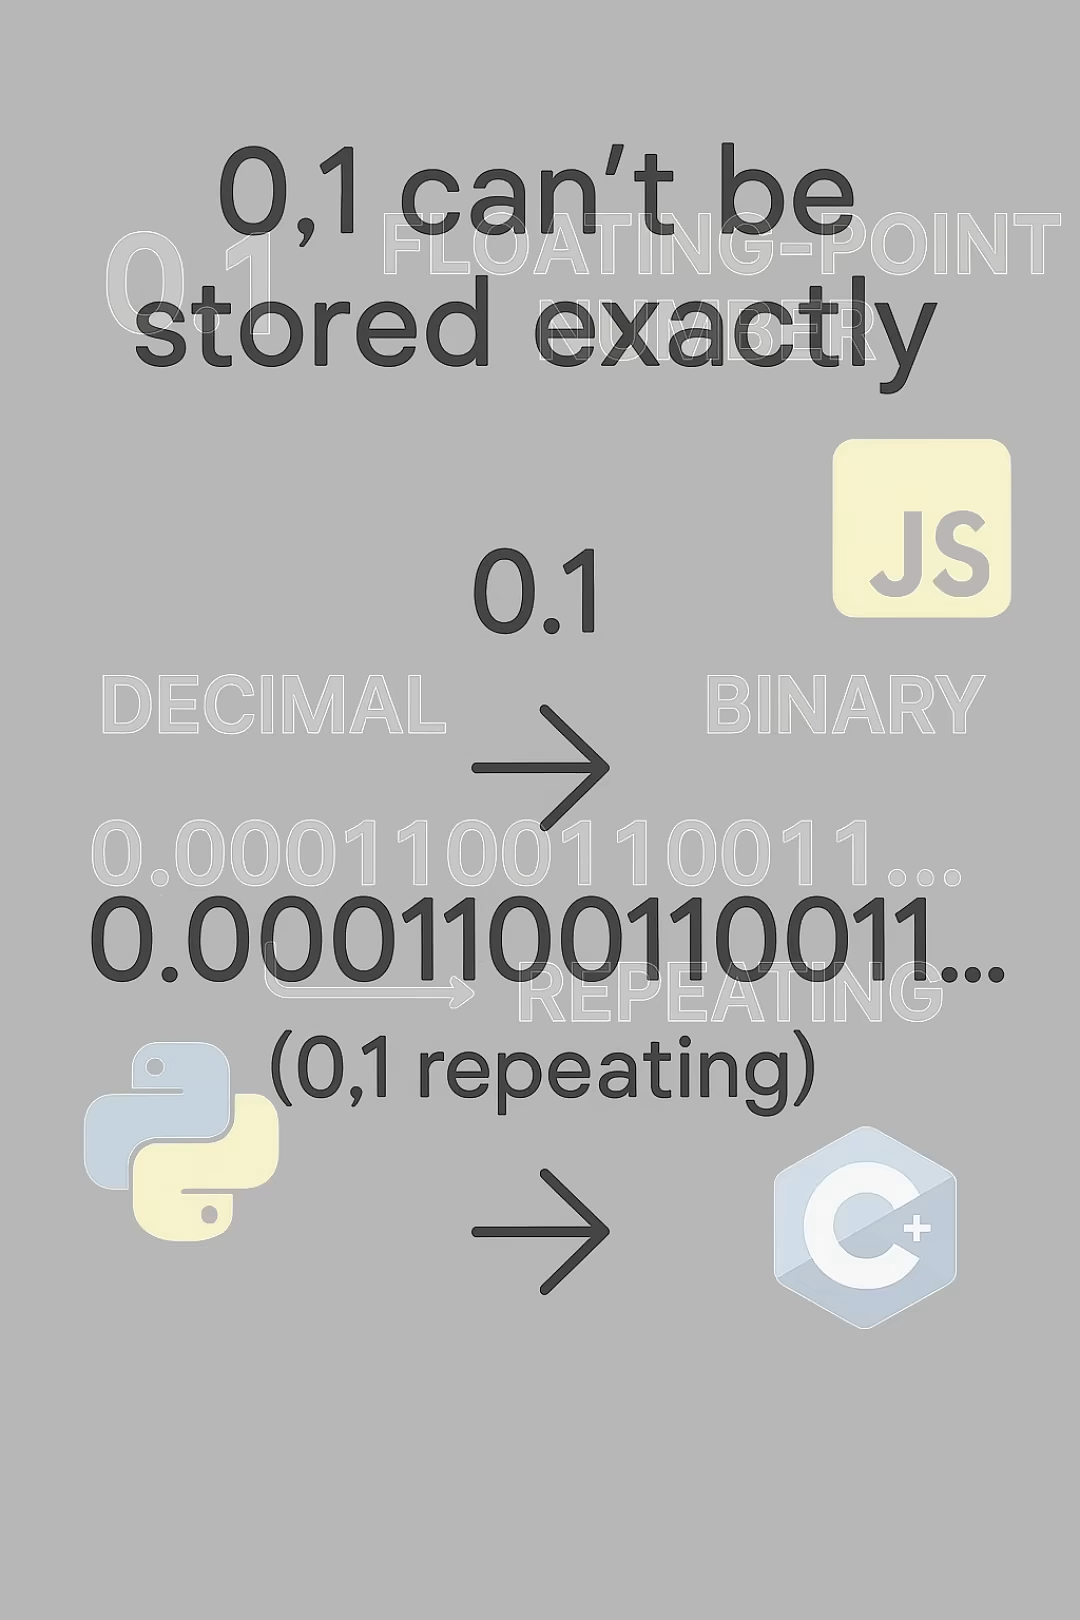 0,1 can't be
0.1 FLOATING-POINT
stored exactly
NUMBER
JS
0.1
DECIMAL BINARY
0.0001100110011...
0.0001100110011...
REPEATING
(0,1 repeating)
C+